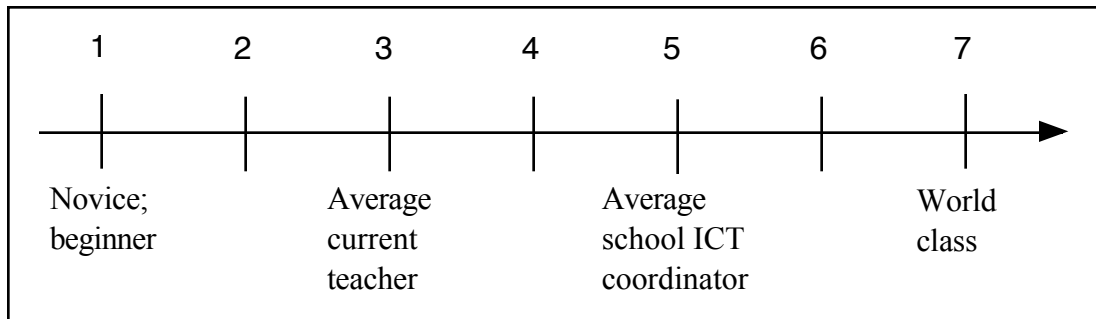 1 2 3 4 5 6 7
Novice; Average Average World
beginner current school ICT class
teacher coordinator